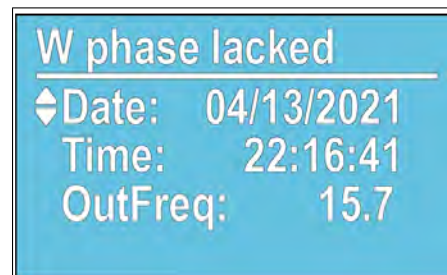 W phase lacked
Date: 04/13/2021
Time: 22:16:41
OutFreq: 15.7